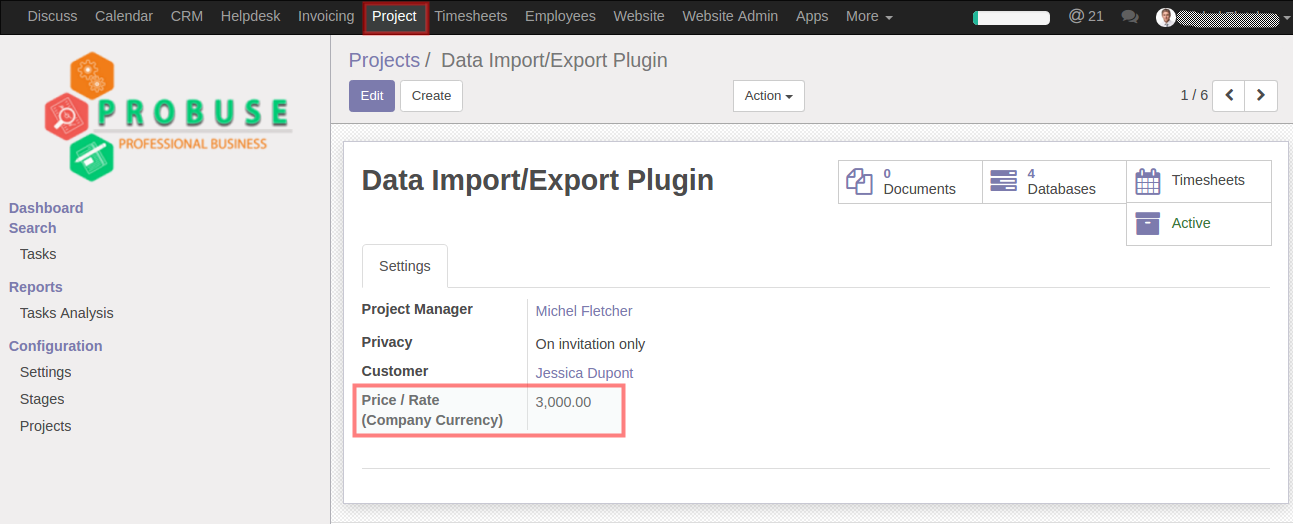 Discuss Calendar CRM Helpdesk Invoicing Project Timesheets Employees Website Website Admin Apps More @ 21
PROBUSE
PROFESSIONAL BUSINESS
Dashboard
Search
Tasks
Reports
Tasks Analysis
Configuration
Settings
Stages
Projects
Projects / Data Import/Export Plugin
Edit Create Action 1 / 6
Data Import/Export Plugin
0
Documents
4
Databases
Timesheets
Active
Settings
Project Manager Michel Fletcher
Privacy On invitation only
Customer Jessica Dupont
Price / Rate 3,000.00
(Company Currency)